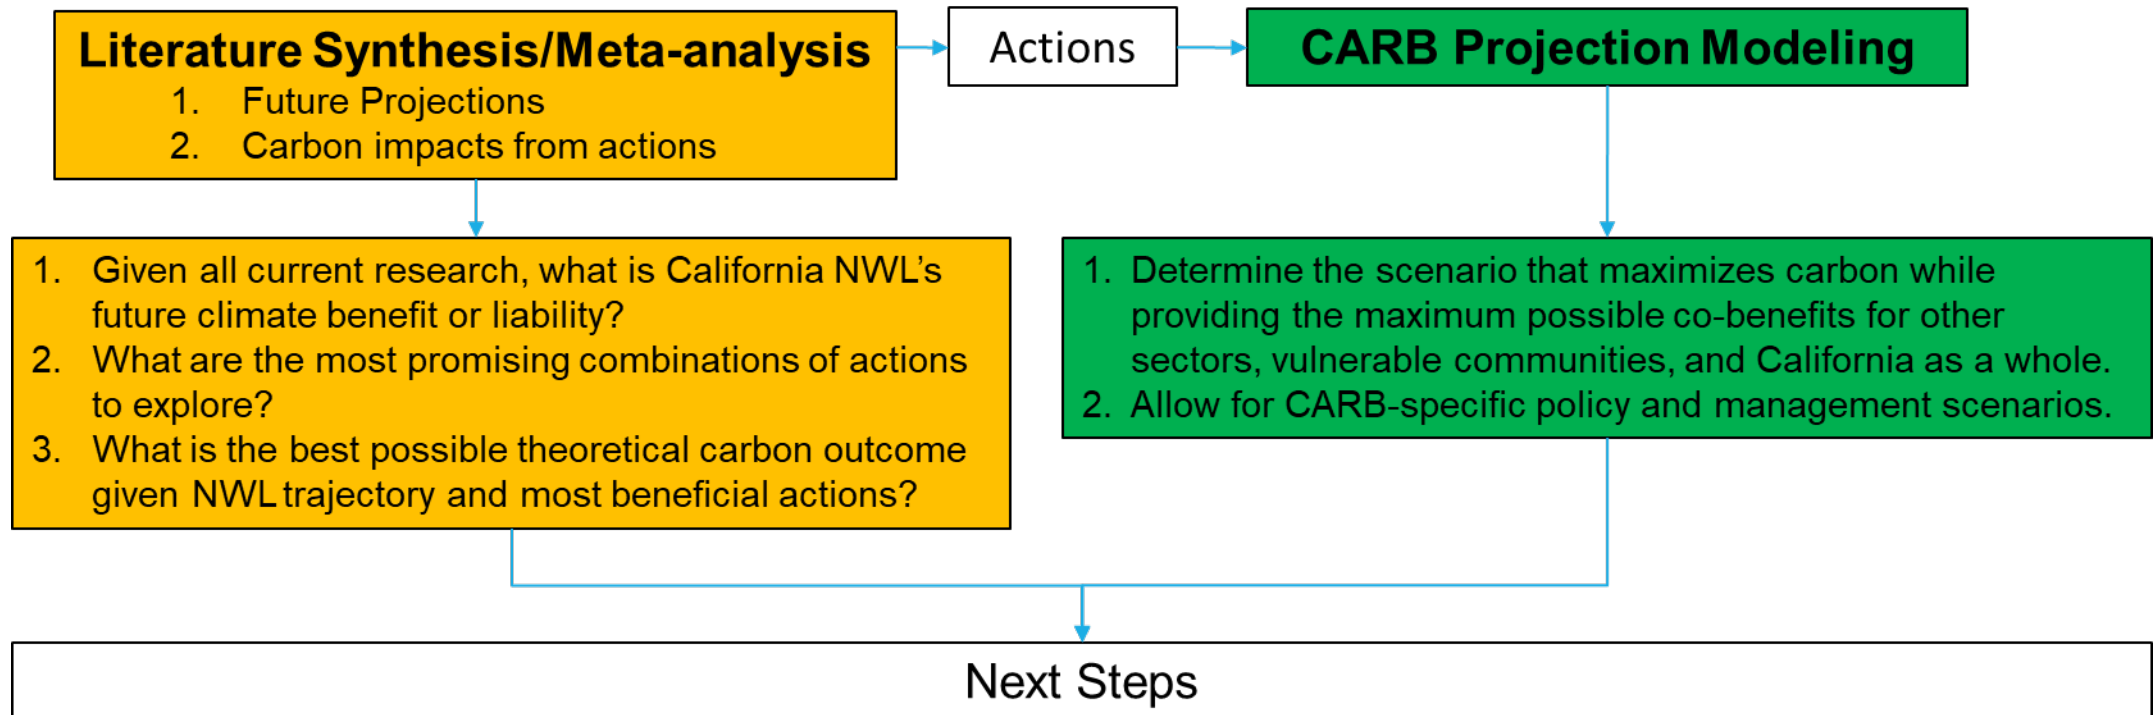 Literature Synthesis/Meta-analysis
1. Future Projections
2. Carbon impacts from actions
Actions
CARB Projection Modeling
1. Given all current research, what is California NWL’s
future climate benefit or liability?
2. What are the most promising combinations of actions
to explore?
3. What is the best possible theoretical carbon outcome
given NWL trajectory and most beneficial actions?
1. Determine the scenario that maximizes carbon while
providing the maximum possible co-benefits for other
sectors, vulnerable communities, and California as a whole.
2. Allow for CARB-specific policy and management scenarios.
Next Steps